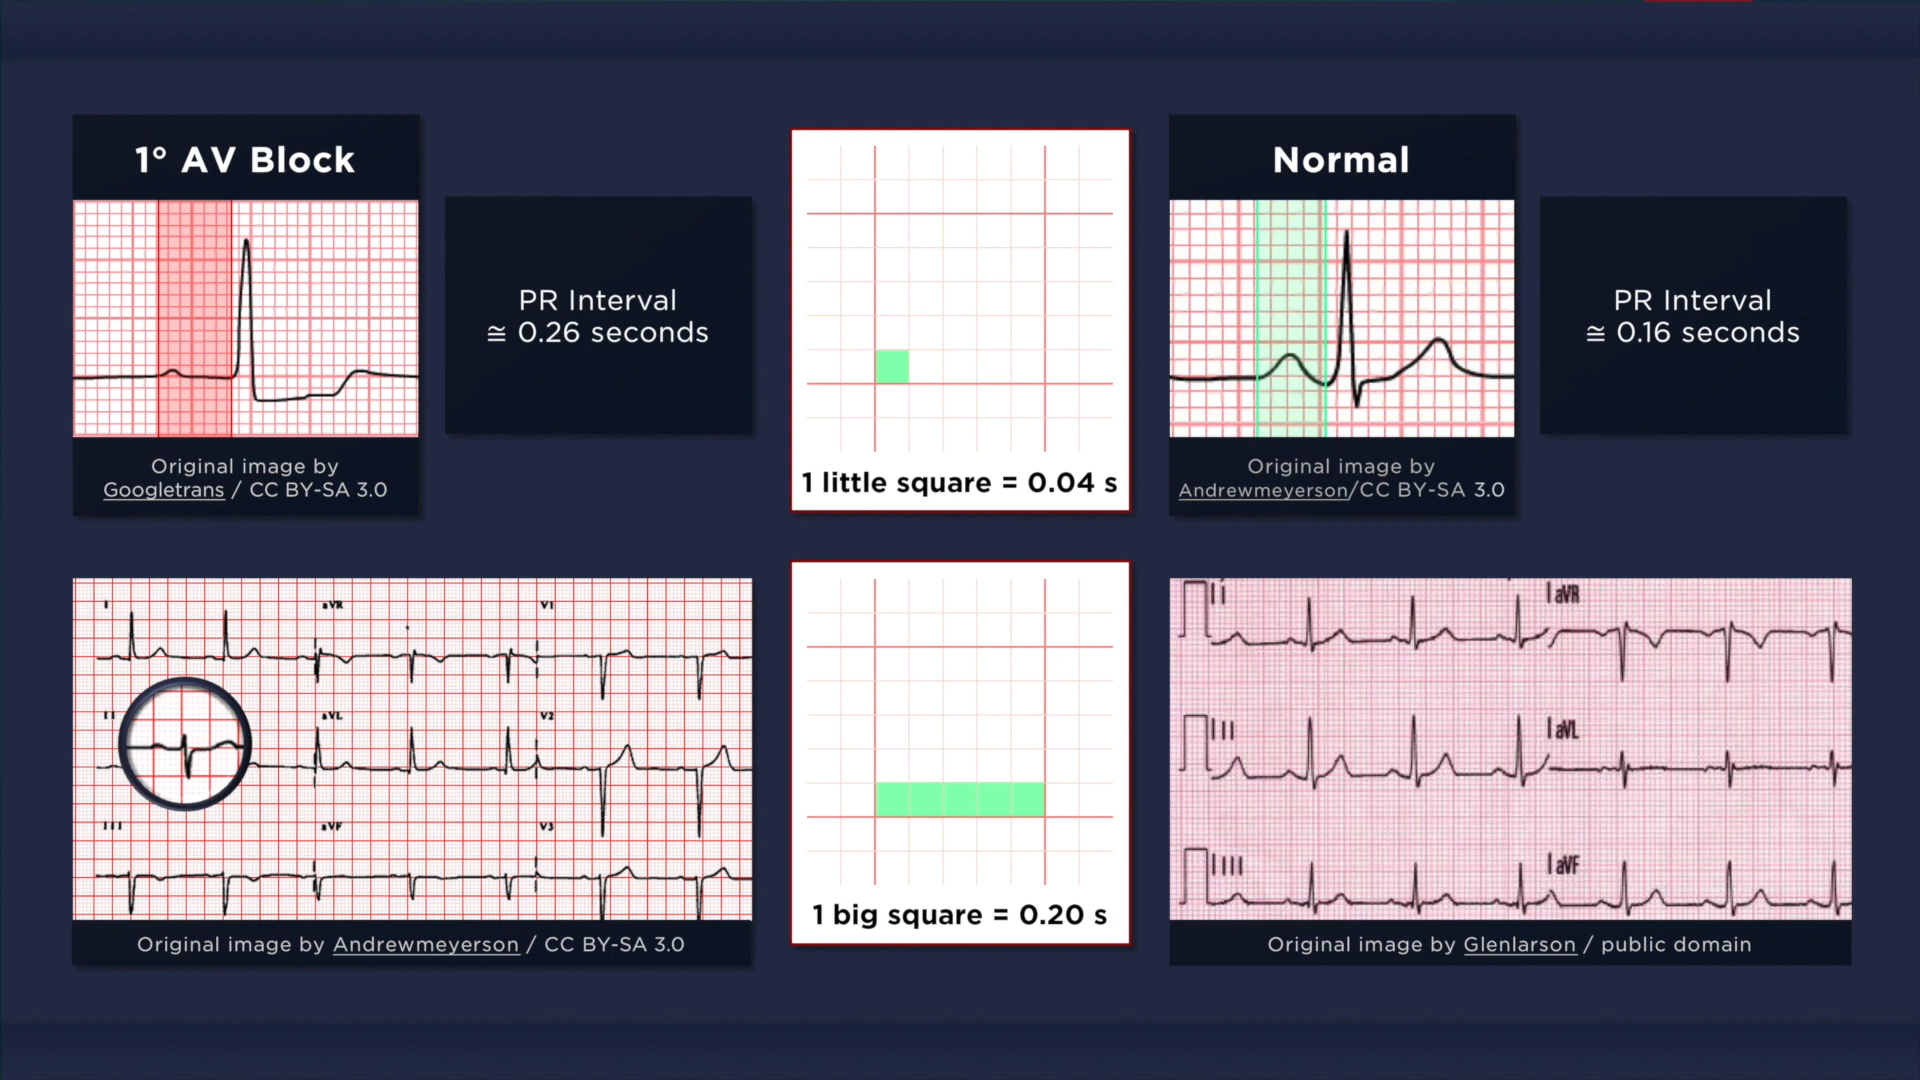 1° AV Block
PR Interval
≅ 0.26 seconds
Original image by
Googletrans / CC BY-SA 3.0
1 little square = 0.04 s
Normal
PR Interval
≅ 0.16 seconds
Original image by
Andrewmeyerson/CC BY-SA 3.0
I
aVR
V1
II
aVL
V2
III
aVF
V3
Original image by Andrewmeyerson / CC BY-SA 3.0
1 big square = 0.20 s
I
aVR
II
aVL
III
aVF
Original image by Glenlarson / public domain